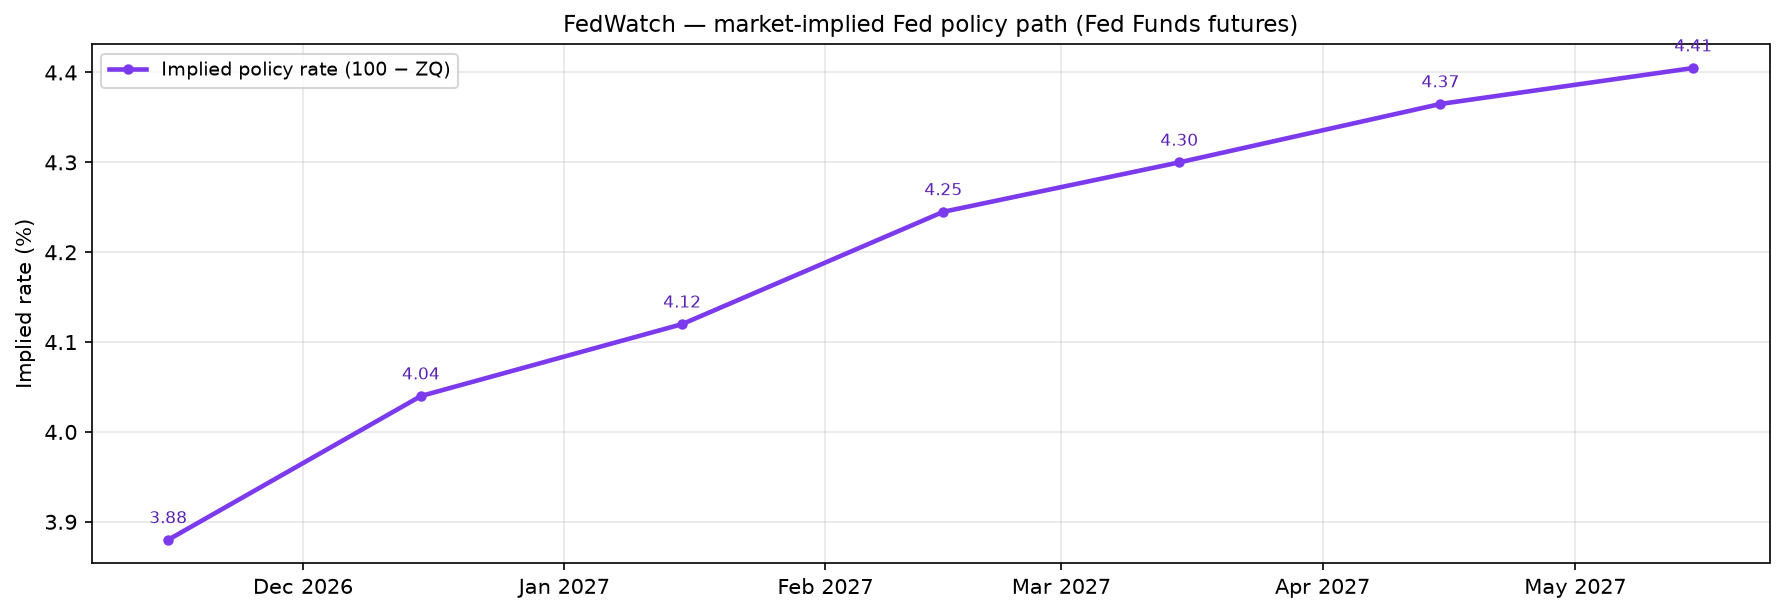 FedWatch — market-implied Fed policy path (Fed Funds futures)
Implied policy rate (100 − ZQ)
Implied rate (%)
4.4
4.3
4.2
4.1
4.0
3.9
3.88
4.04
4.12
4.25
4.30
4.37
4.41
Dec 2026
Jan 2027
Feb 2027
Mar 2027
Apr 2027
May 2027